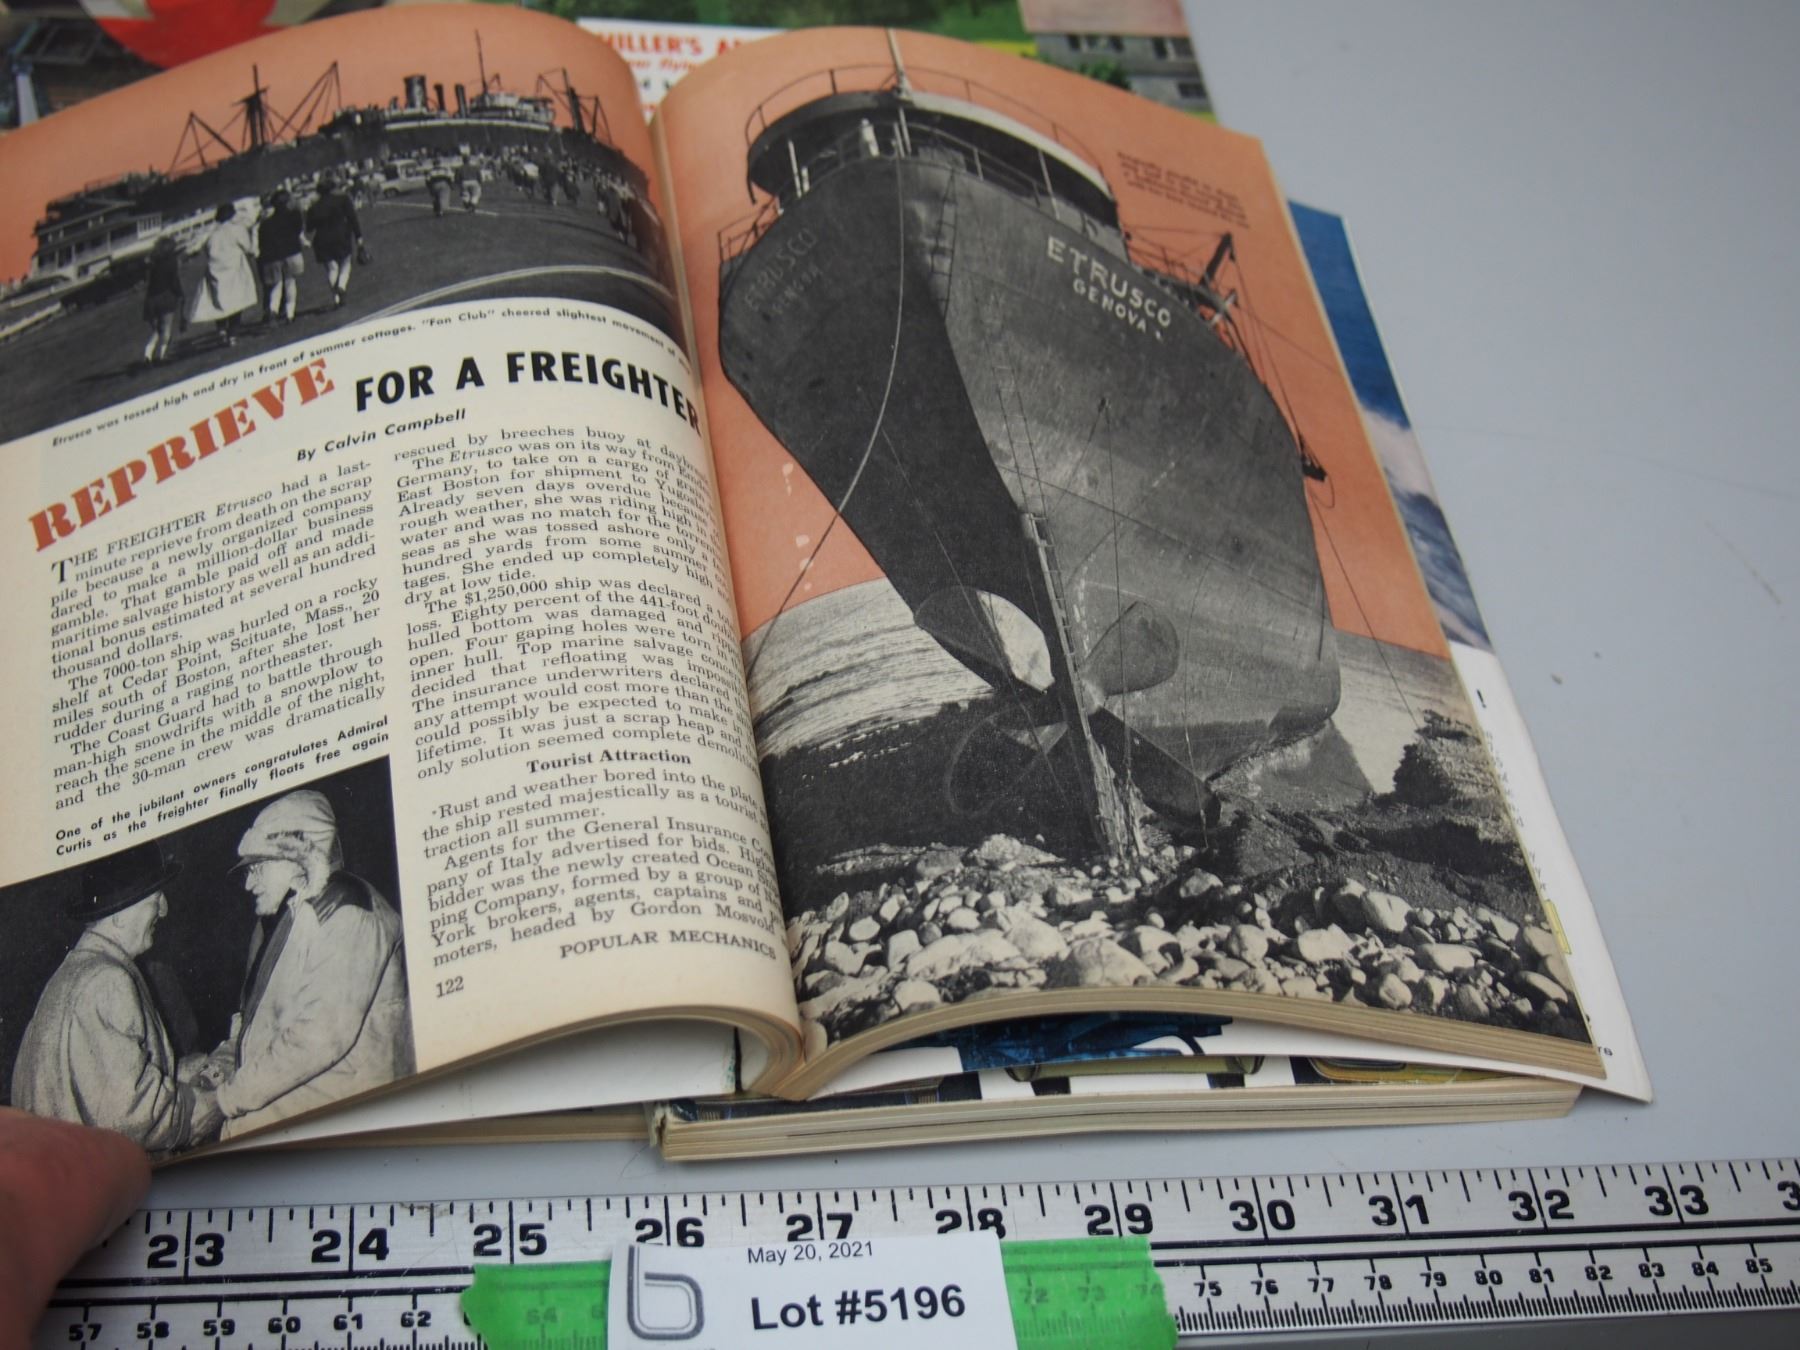 Etrusco was tossed high and dry in front of summer cottages. "Fan Club" cheered slightest movement of
REPRIEVE FOR A FREIGHTER
By Calvin Campbell
THE FREIGHTER Etrusco had a last-
minute reprieve from death on the scrap
pile because a newly organized company
dared to make a million-dollar business
gamble. That gamble paid off and made
maritime salvage history as well as an addi-
tional bonus estimated at several hundred
thousand dollars.
The 7000-ton ship was hurled on a rocky
shelf at Cedar Point, Scituate, Mass., 20
miles south of Boston, after she lost her
rudder during a raging northeaster.
The Coast Guard had to battle through
man-high snowdrifts with a snowplow to
reach the scene in the middle of the night,
and the 30-man crew was dramatically
One of the jubilant owners congratulates Admiral
Curtis as the freighter finally floats free again
rescued by breeches buoy at
The Etrusco was on its way from
Germany, to take on a cargo of grain
East Boston for shipment to
Already seven days overdue because
rough weather, she was riding high in
water and was no match for the
seas as she was tossed ashore only
hundred yards from some summer
tages. She ended up completely high
dry at low tide.
The $1,250,000 ship was declared a
loss. Eighty percent of the 441-foot
hulled bottom was damaged and
open. Four gaping holes were torn in
inner hull. Top marine salvage
decided that refloating was
The insurance underwriters declared
any attempt would cost more than the
could possibly be expected to make in
lifetime. It was just a scrap heap and
only solution seemed complete
Tourist Attraction
Rust and weather bored into the
the ship rested majestically as a tourist
traction all summer.
Agents for the General Insurance
pany of Italy advertised for bids.
bidder was the newly created Ocean
ping Company, formed by a group of
York brokers, agents, captains and
moters, headed by Gordon Mosvold
POPULAR MECHANICS
122
ETRUSCO
GENOVA
ETRUSCO
GENOVA
23 24 25 26 27 28 29 30 31 32 33
57 58 59 60 61 62 64 72 73 74 75 76 77 78 79 80 81 82 83 84 85
May 20, 2021
Lot #5196